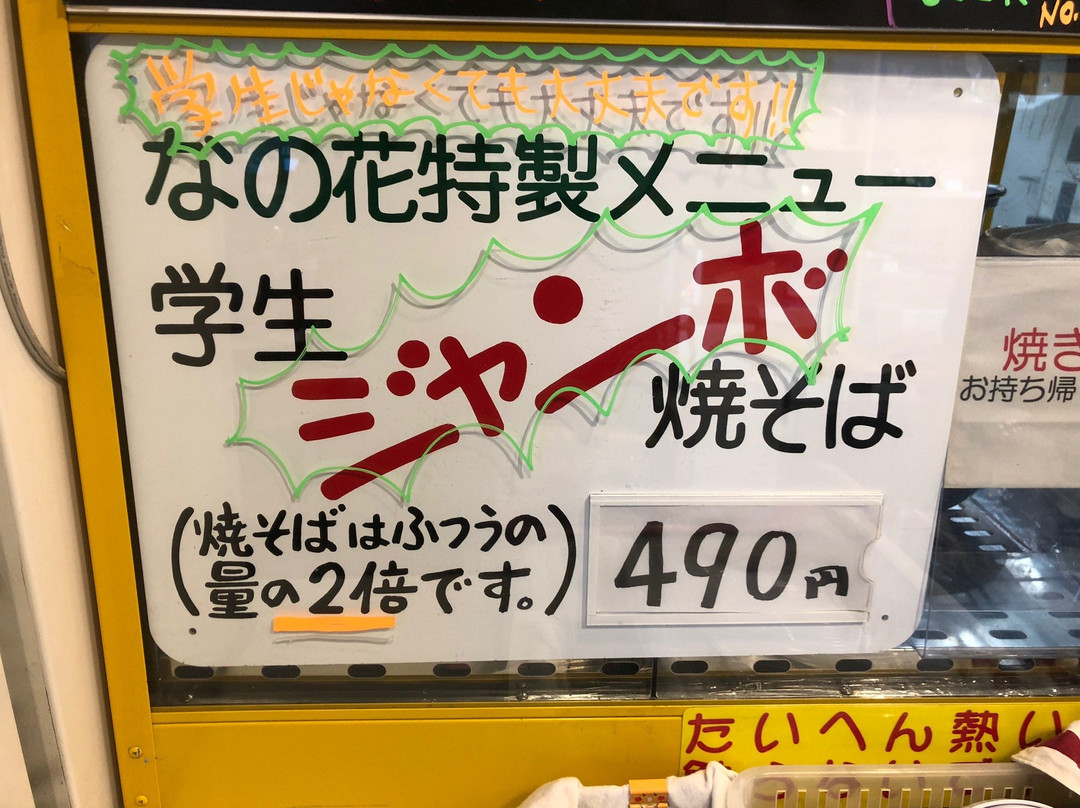 NO.
学生じゃなくても大丈夫です!!
なの花特製メニュー
学生
ジャンボ
焼そば
(焼そばはふつうの
量の2倍です。)
490円
焼き
お持ち帰
たいへん熱い